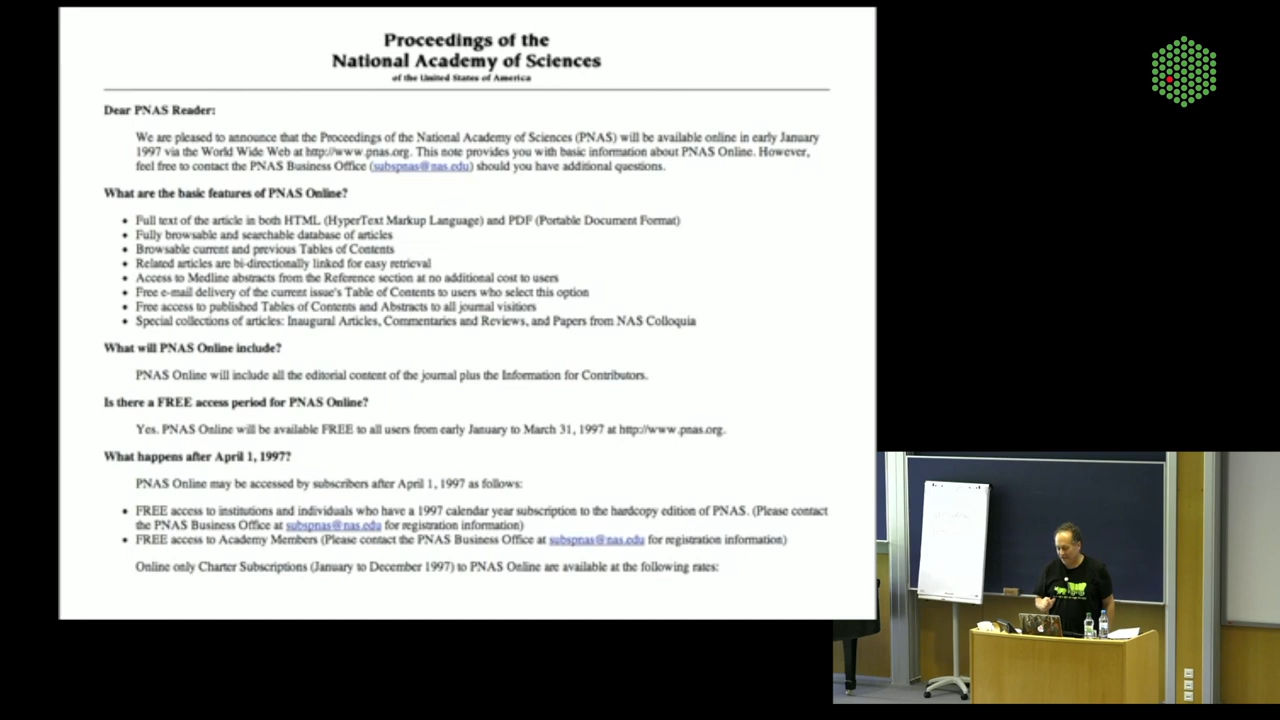 Proceedings of the
National Academy of Sciences
of the United States of America
Dear PNAS Reader:
We are pleased to announce that the Proceedings of the National Academy of Sciences (PNAS) will be available online in early January
1997 via the World Wide Web at http://www.pnas.org. This note provides you with basic information about PNAS Online. However,
feel free to contact the PNAS Business Office (subspnas@nas.edu) should you have additional questions.
What are the basic features of PNAS Online?
• Full text of the article in both HTML (HyperText Markup Language) and PDF (Portable Document Format)
• Fully browsable and searchable database of articles
• Browsable current and previous Tables of Contents
• Related articles are bi-directionally linked for easy retrieval
• Access to Medline abstracts from the Reference section at no additional cost to users
• Free e-mail delivery of the current issue's Table of Contents to users who select this option
• Free access to published Tables of Contents and Abstracts to all journal visitiors
• Special collections of articles: Inaugural Articles, Commentaries and Reviews, and Papers from NAS Colloquia
What will PNAS Online include?
PNAS Online will include all the editorial content of the journal plus the Information for Contributors.
Is there a FREE access period for PNAS Online?
Yes. PNAS Online will be available FREE to all users from early January to March 31, 1997 at http://www.pnas.org.
What happens after April 1, 1997?
PNAS Online may be accessed by subscribers after April 1, 1997 as follows:
• FREE access to institutions and individuals who have a 1997 calendar year subscription to the hardcopy edition of PNAS. (Please contact
the PNAS Business Office at subspnas@nas.edu for registration information)
• FREE access to Academy Members (Please contact the PNAS Business Office at subspnas@nas.edu for registration information)
Online only Charter Subscriptions (January to December 1997) to PNAS Online are available at the following rates: